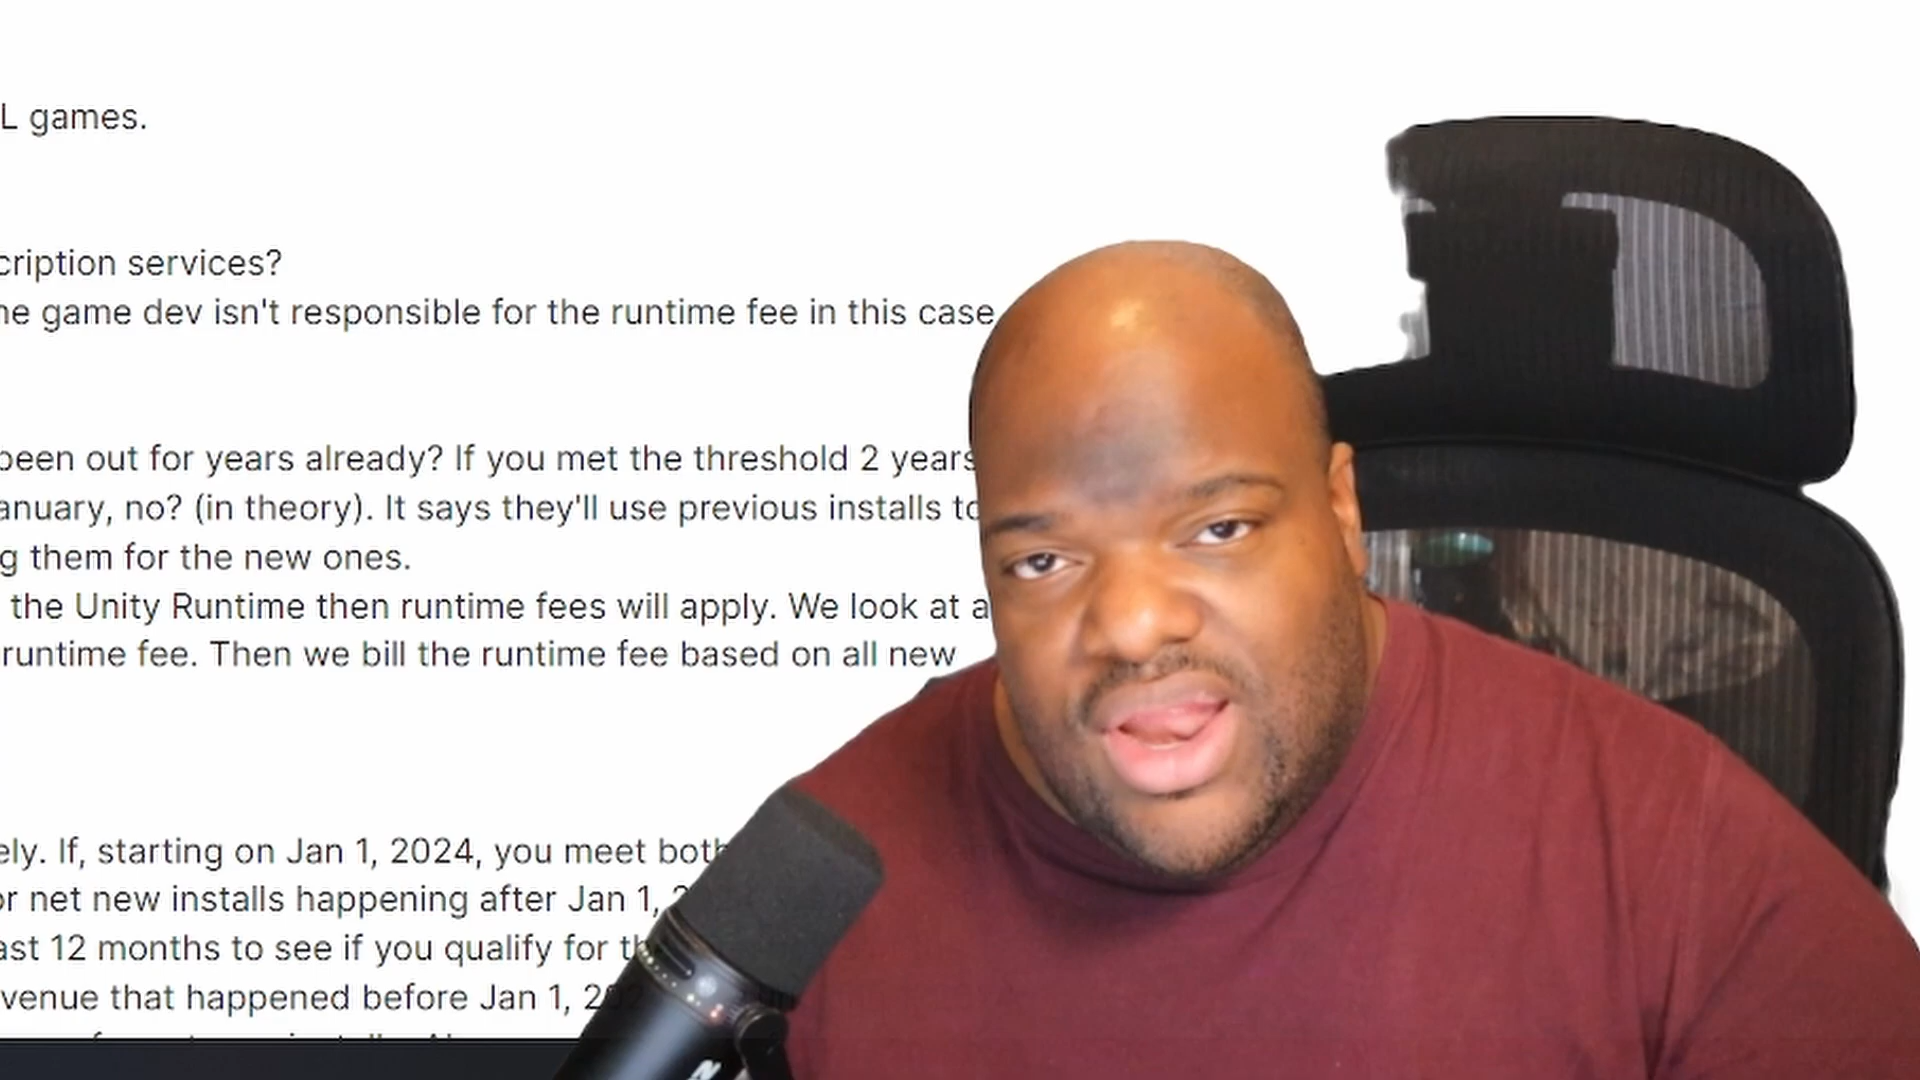 L games.
cription services?
ne game dev isn't responsible for the runtime fee in this case
been out for years already? If you met the threshold 2 years
anuary, no? (in theory). It says they'll use previous installs to
g them for the new ones.
the Unity Runtime then runtime fees will apply. We look at a
runtime fee. Then we bill the runtime fee based on all new
ely. If, starting on Jan 1, 2024, you meet both
or net new installs happening after Jan 1, 2
ast 12 months to see if you qualify for th
venue that happened before Jan 1, 202